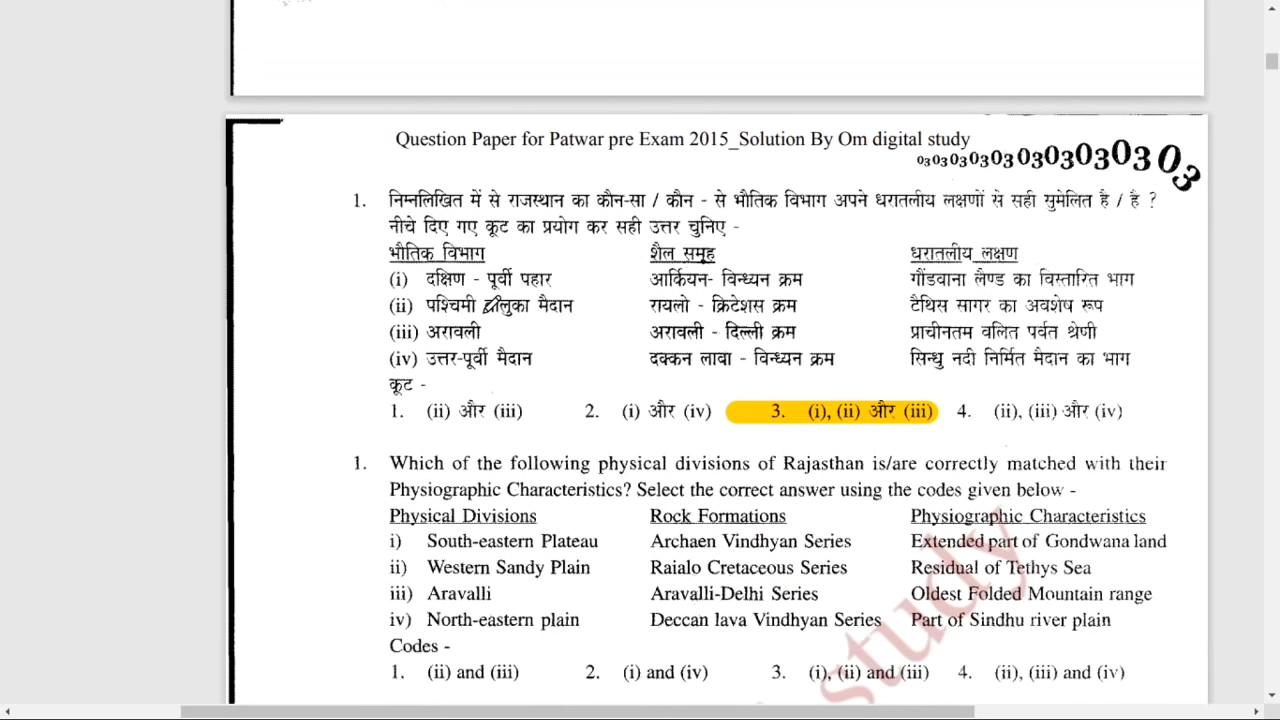 Question Paper for Patwar pre Exam 2015_Solution By Om digital study
03 03 03 03 03 03 03 03 03
1. निम्नलिखित में से राजस्थान का कौन-सा / कौन - से भौतिक विभाग अपने धरातलीय लक्षणों से सही सुमेलित है / है ?
नीचे दिए गए कूट का प्रयोग कर सही उत्तर चुनिए -
भौतिक विभाग शैल समूह धरातलीय लक्षण
(i) दक्षिण - पूर्वी पहार आर्कियन- विन्ध्यन क्रम गौंडवाना लैण्ड का विस्तारित भाग
(ii) पश्चिमी मैदान रायलो - क्रिटेशस क्रम टैथिस सागर का अवशेष रूप
(iii) अरावली अरावली - दिल्ली क्रम प्राचीनतम वलित पर्वत श्रेणी
(iv) उत्तर-पूर्वी मैदान दक्कन लाबा - विन्ध्यन क्रम सिन्धु नदी निर्मित मैदान का भाग
कूट -
1. (ii) और (iii) 2. (i) और (iv) 3. (i), (ii) और (iii) 4. (ii), (iii) और (iv)
1. Which of the following physical divisions of Rajasthan is/are correctly matched with their
Physiographic Characteristics? Select the correct answer using the codes given below -
Physical Divisions Rock Formations Physiographic Characteristics
i) South-eastern Plateau Archaen Vindhyan Series Extended part of Gondwana land
ii) Western Sandy Plain Raialo Cretaceous Series Residual of Tethys Sea
iii) Aravalli Aravalli-Delhi Series Oldest Folded Mountain range
iv) North-eastern plain Deccan lava Vindhyan Series Part of Sindhu river plain
Codes -
1. (ii) and (iii) 2. (i) and (iv) 3. (i), (ii) and (iii) 4. (ii), (iii) and (iv)
study